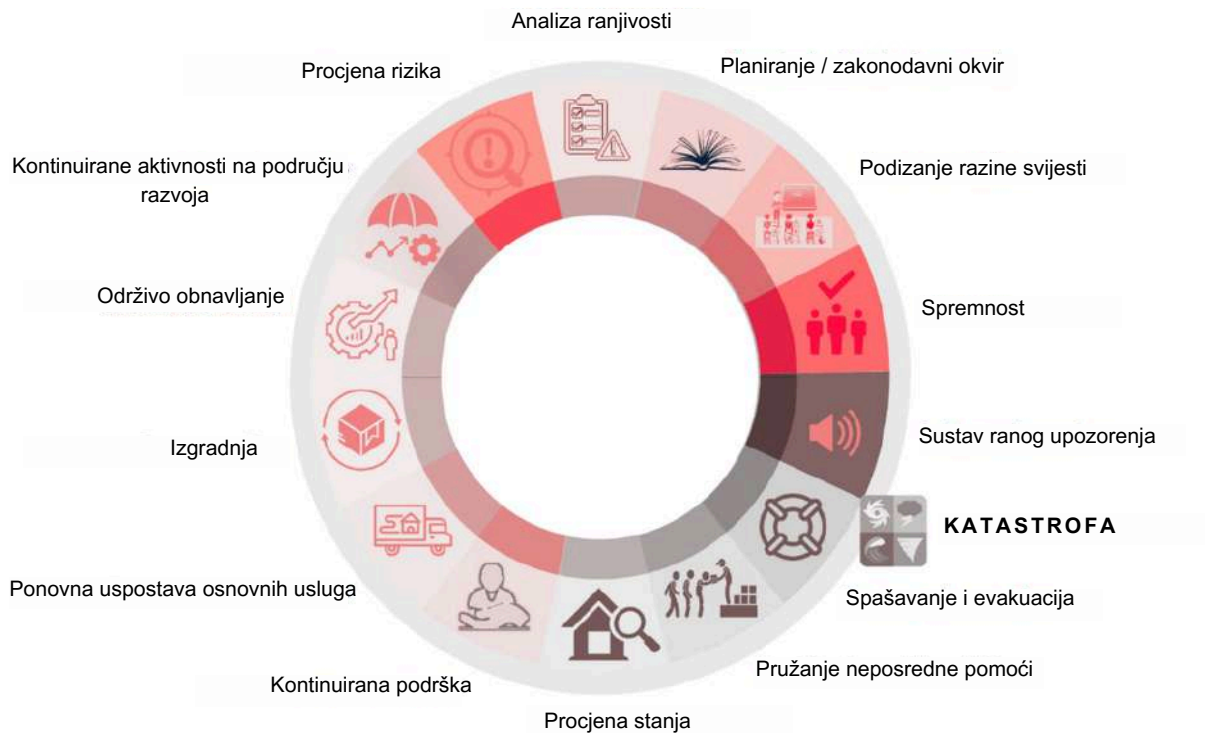 Analiza ranjivosti
Planiranje / zakonodavni okvir
Podizanje razine svijesti
Spremnost
Sustav ranog upozorenja
KATASTROFA
Spašavanje i evakuacija
Pružanje neposredne pomoći
Procjena stanja
Kontinuirana podrška
Ponovna uspostava osnovnih usluga
Izgradnja
Održivo obnavljanje
Kontinuirane aktivnosti na području
razvoja
Procjena rizika